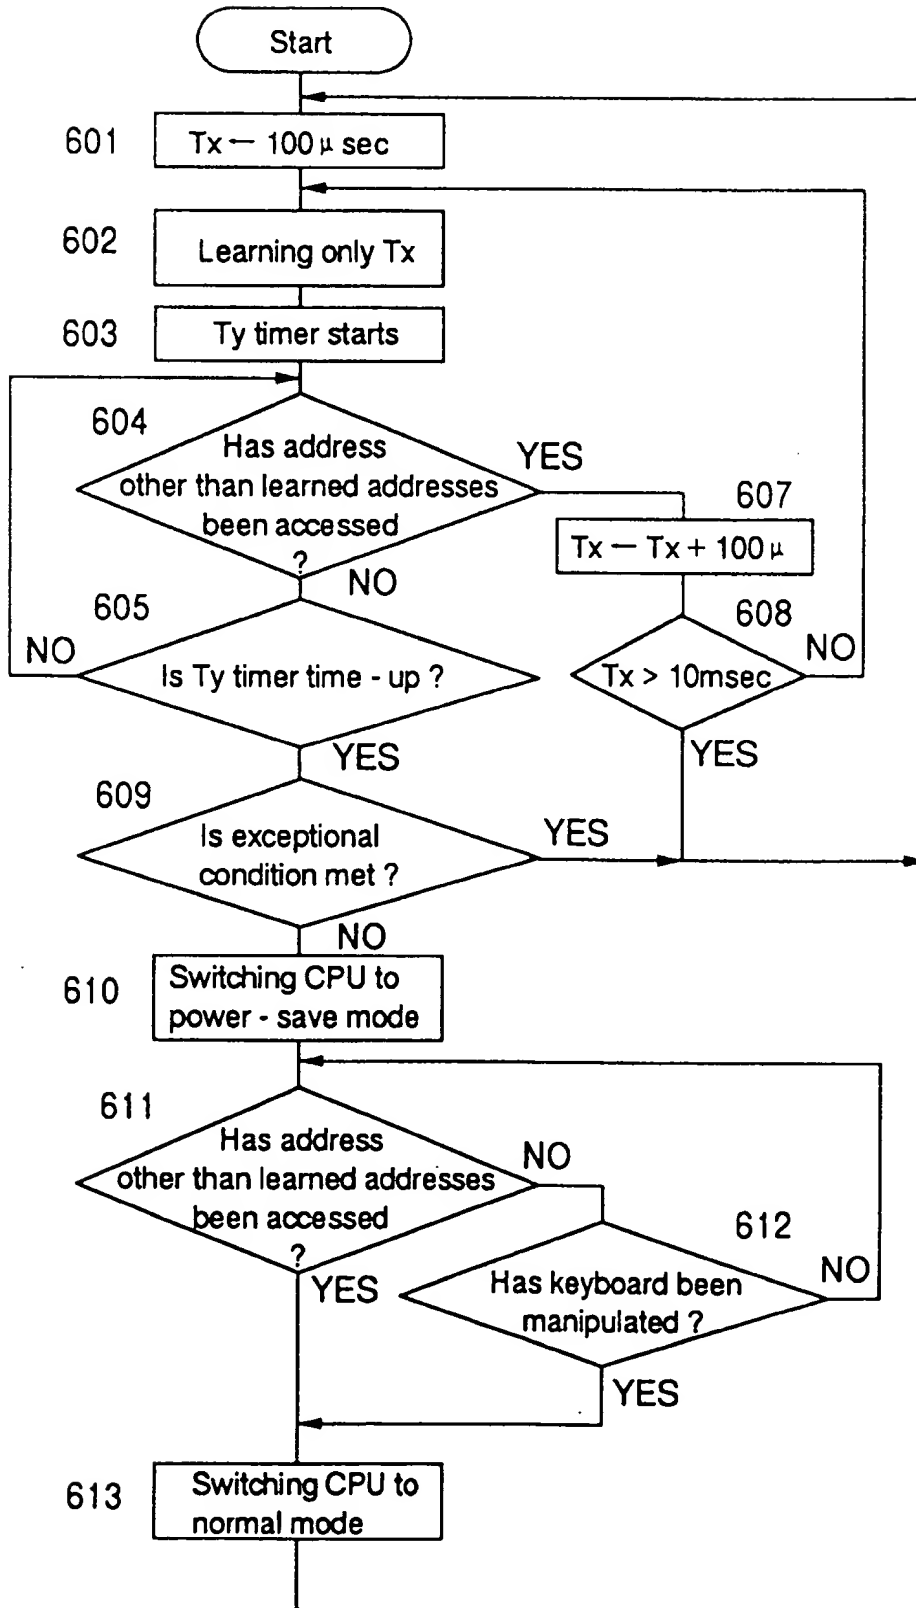 Start
601
Tx ← 100 μ sec
602
Learning only Tx
603
Ty timer starts
604
Has address
other than learned addresses
been accessed
?
YES
NO
607
Tx ← Tx + 100 μ
605
Is Ty timer time - up ?
NO
YES
608
Tx > 10msec
NO
YES
609
Is exceptional
condition met ?
YES
NO
610
Switching CPU to
power - save mode
611
Has address
other than learned addresses
been accessed
?
NO
YES
612
Has keyboard been
manipulated ?
NO
YES
613
Switching CPU to
normal mode